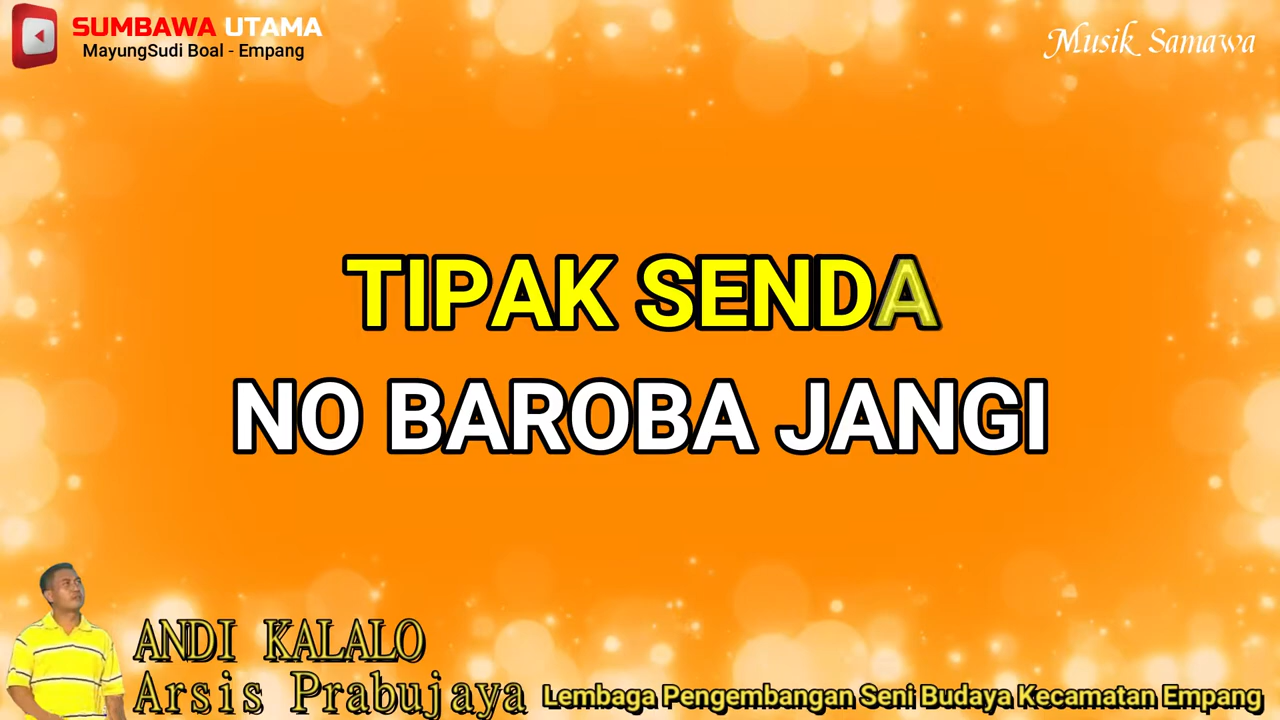 SUMBAWA UTAMA
MayungSudi Boal - Empang
Musik Samawa
TIPAK SENDA
NO BAROBA JANGI
ANDI KALALO
Arsis Prabujaya
Lembaga Pengembangan Seni Budaya Kecamatan Empang